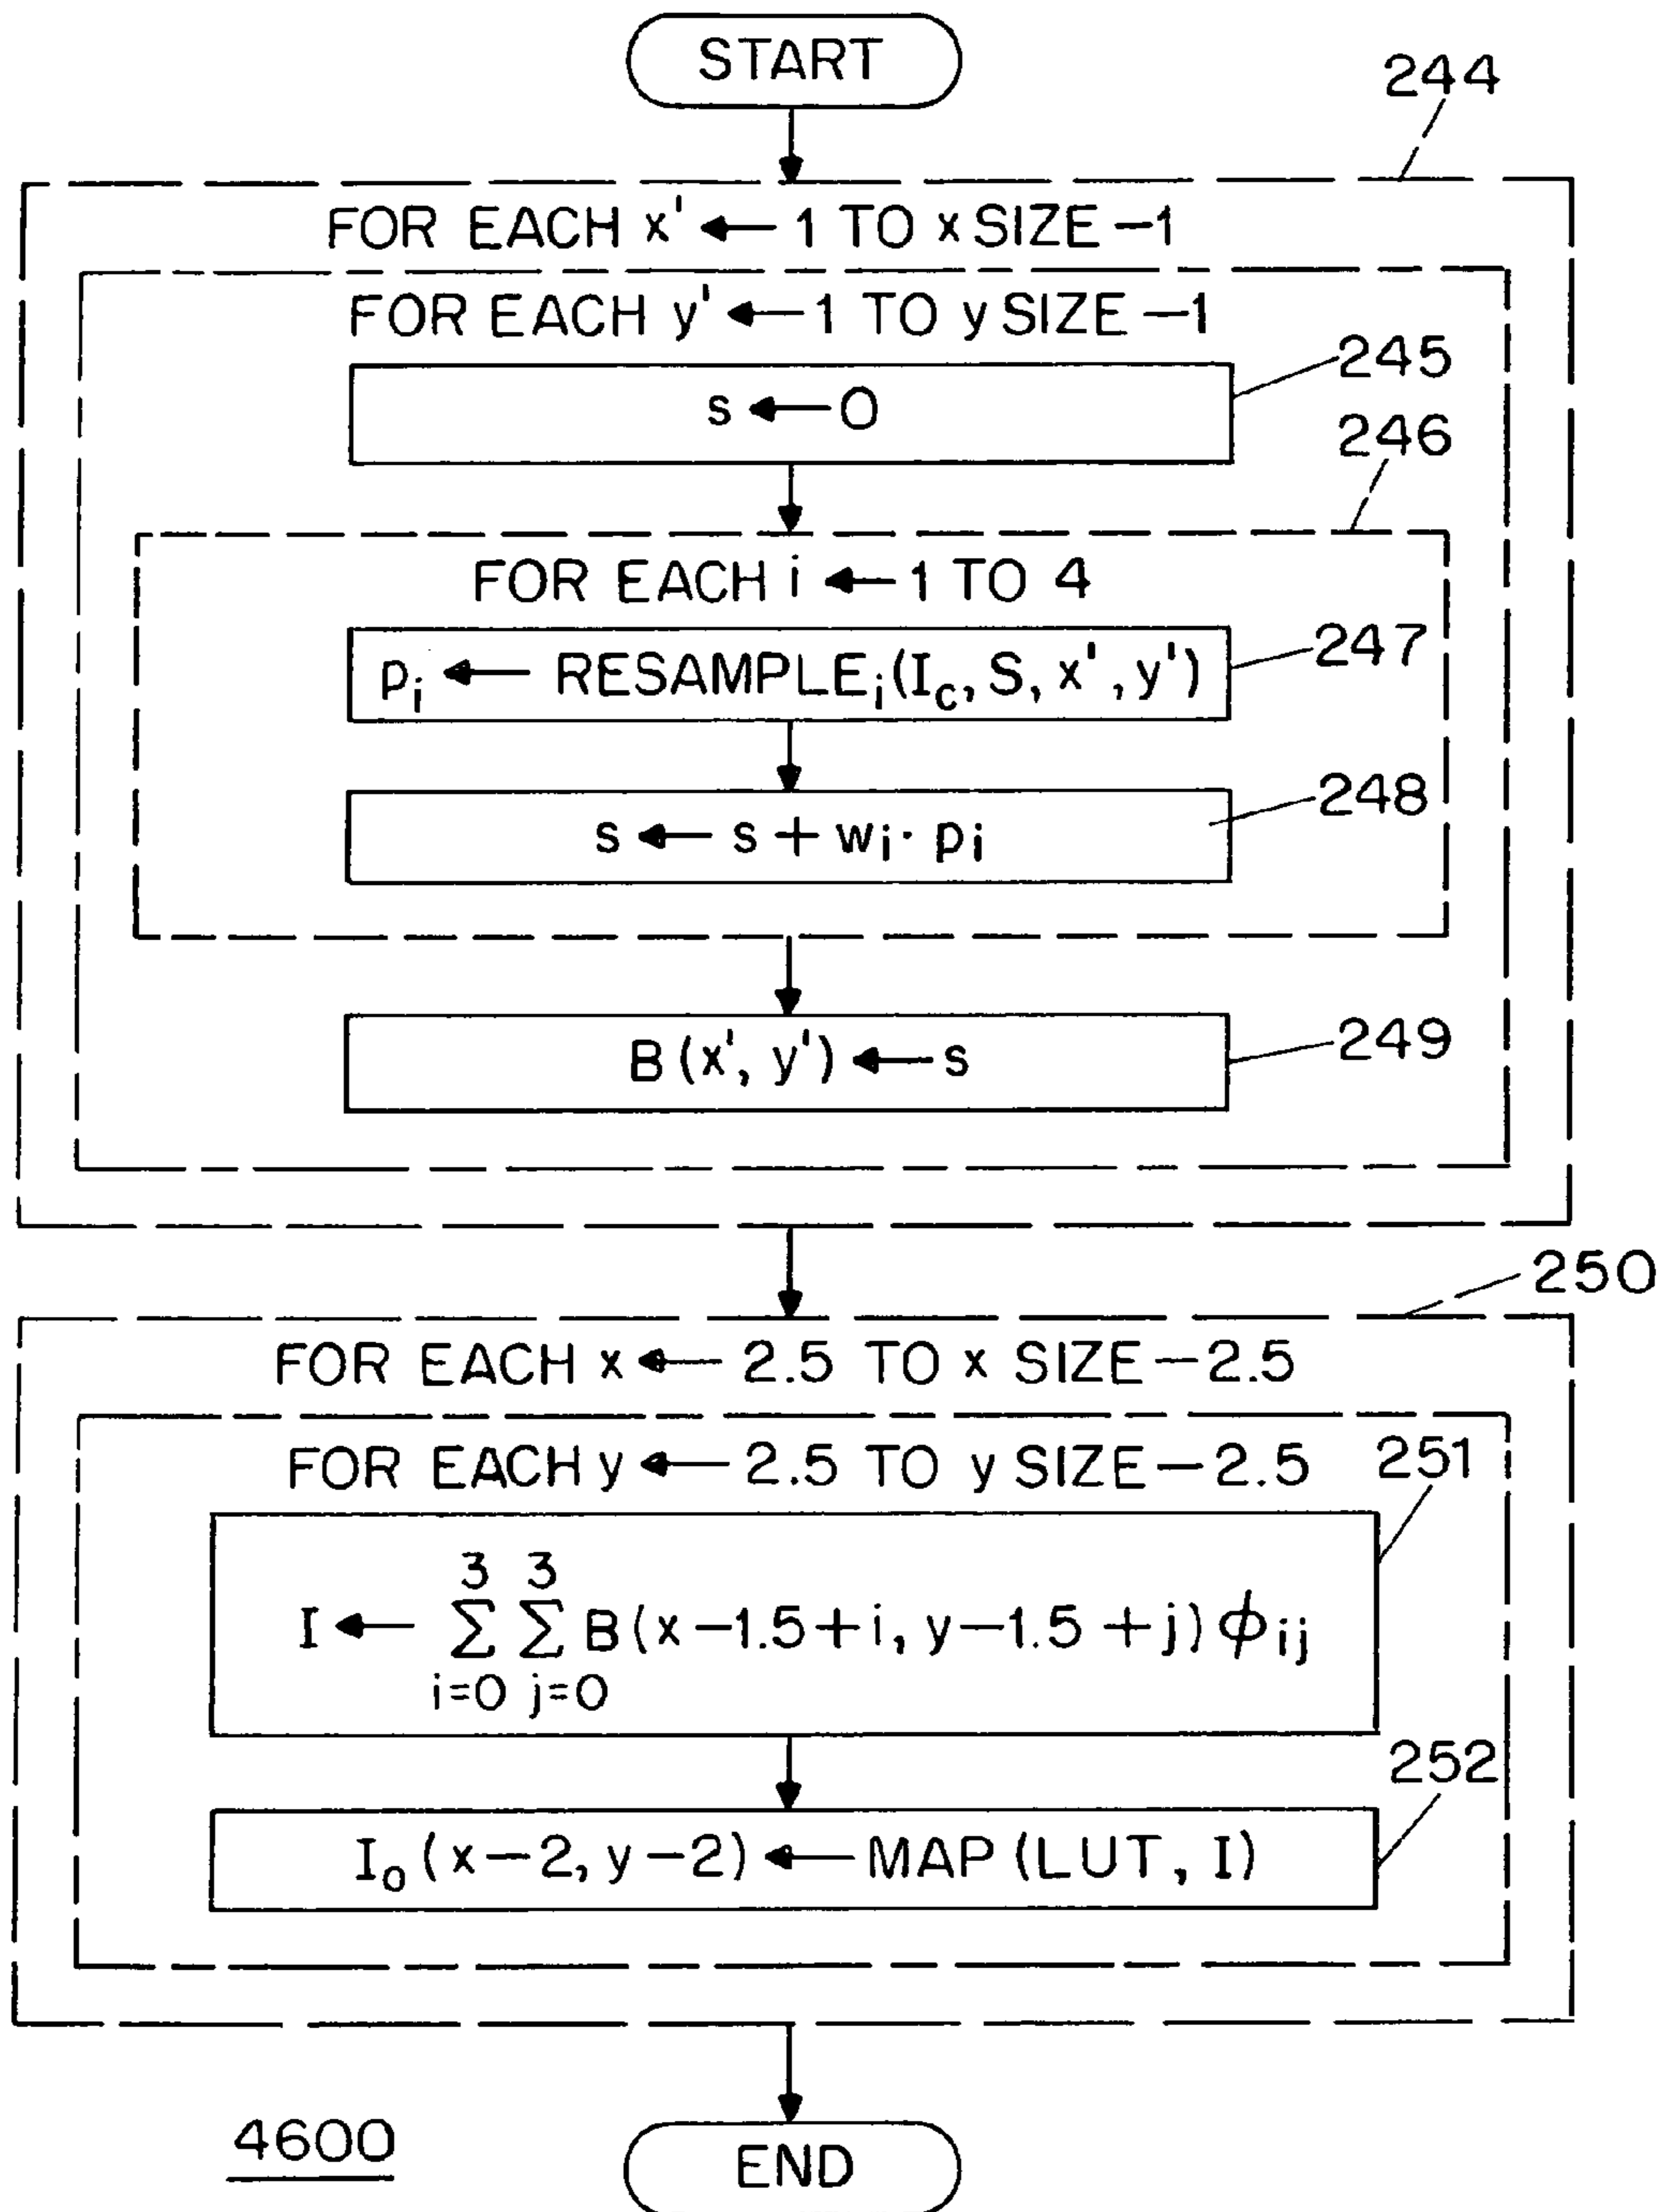 START
244
FOR EACH x' ← 1 TO x SIZE −1
FOR EACH y' ← 1 TO y SIZE −1
245
s ← 0
246
FOR EACH i ← 1 TO 4
247
pᵢ ← RESAMPLEᵢ(I_c, S, x', y')
248
s ← s + wᵢ · pᵢ
B(x', y') ← s
249
250
FOR EACH x ← 2.5 TO x SIZE −2.5
FOR EACH y ← 2.5 TO y SIZE −2.5
251
3 3
I ← Σ Σ B(x −1.5 + i, y −1.5 + j) ϕᵢⱼ
i=0 j=0
252
I₀(x −2, y −2) ← MAP (LUT, I)
4600
END